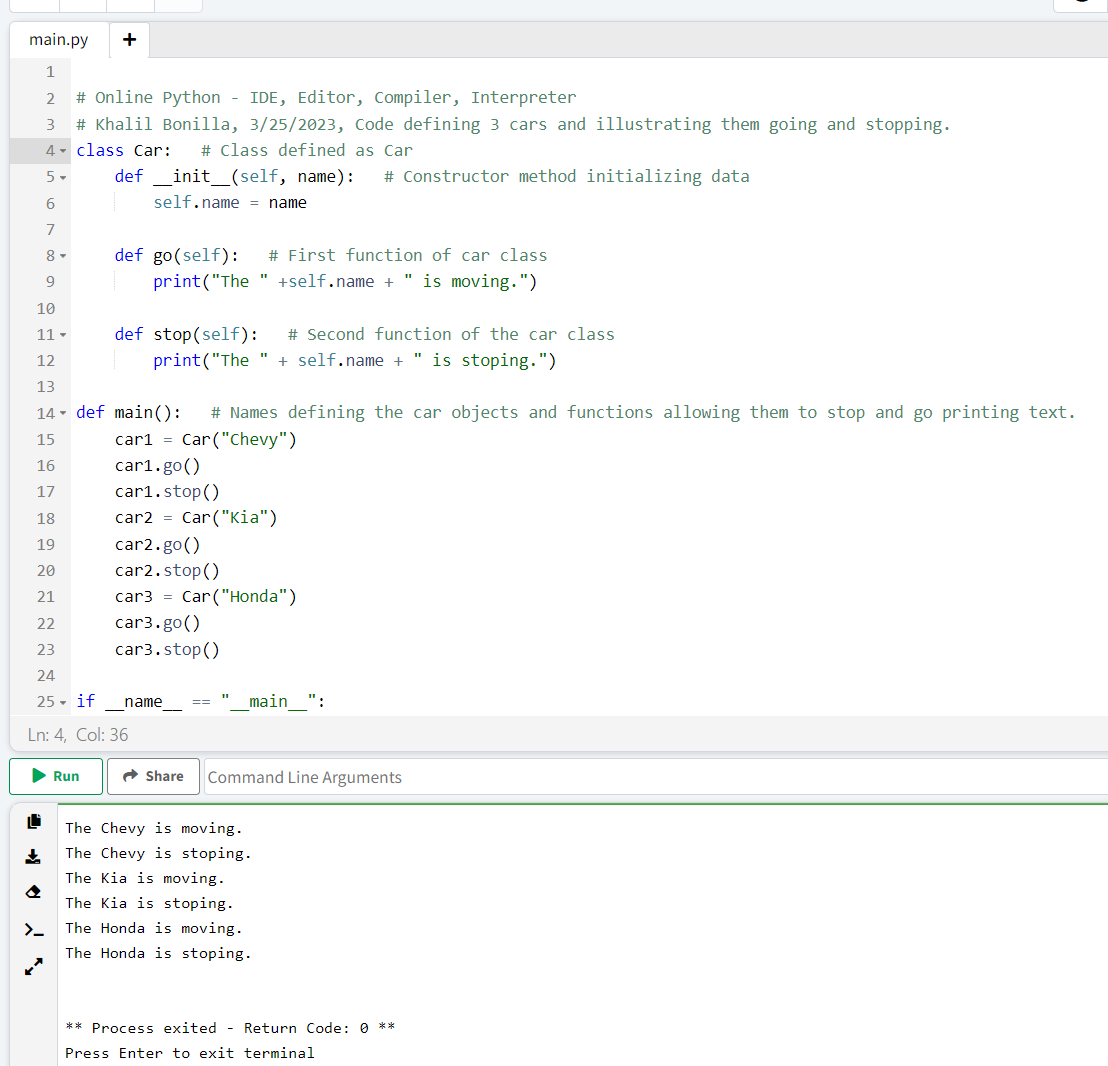 main.py +
1
2 # Online Python - IDE, Editor, Compiler, Interpreter
3 # Khalil Bonilla, 3/25/2023, Code defining 3 cars and illustrating them going and stopping.
4 class Car:   # Class defined as Car
5     def __init__(self, name):   # Constructor method initializing data
6         self.name = name
7
8     def go(self):   # First function of car class
9         print("The " +self.name + " is moving.")
10
11     def stop(self):   # Second function of the car class
12         print("The " + self.name + " is stoping.")
13
14 def main():   # Names defining the car objects and functions allowing them to stop and go printing text.
15     car1 = Car("Chevy")
16     car1.go()
17     car1.stop()
18     car2 = Car("Kia")
19     car2.go()
20     car2.stop()
21     car3 = Car("Honda")
22     car3.go()
23     car3.stop()
24
25 if __name__ == "__main__":
Ln: 4, Col: 36
Run Share Command Line Arguments
The Chevy is moving.
The Chevy is stoping.
The Kia is moving.
The Kia is stoping.
The Honda is moving.
The Honda is stoping.
** Process exited - Return Code: 0 **
Press Enter to exit terminal